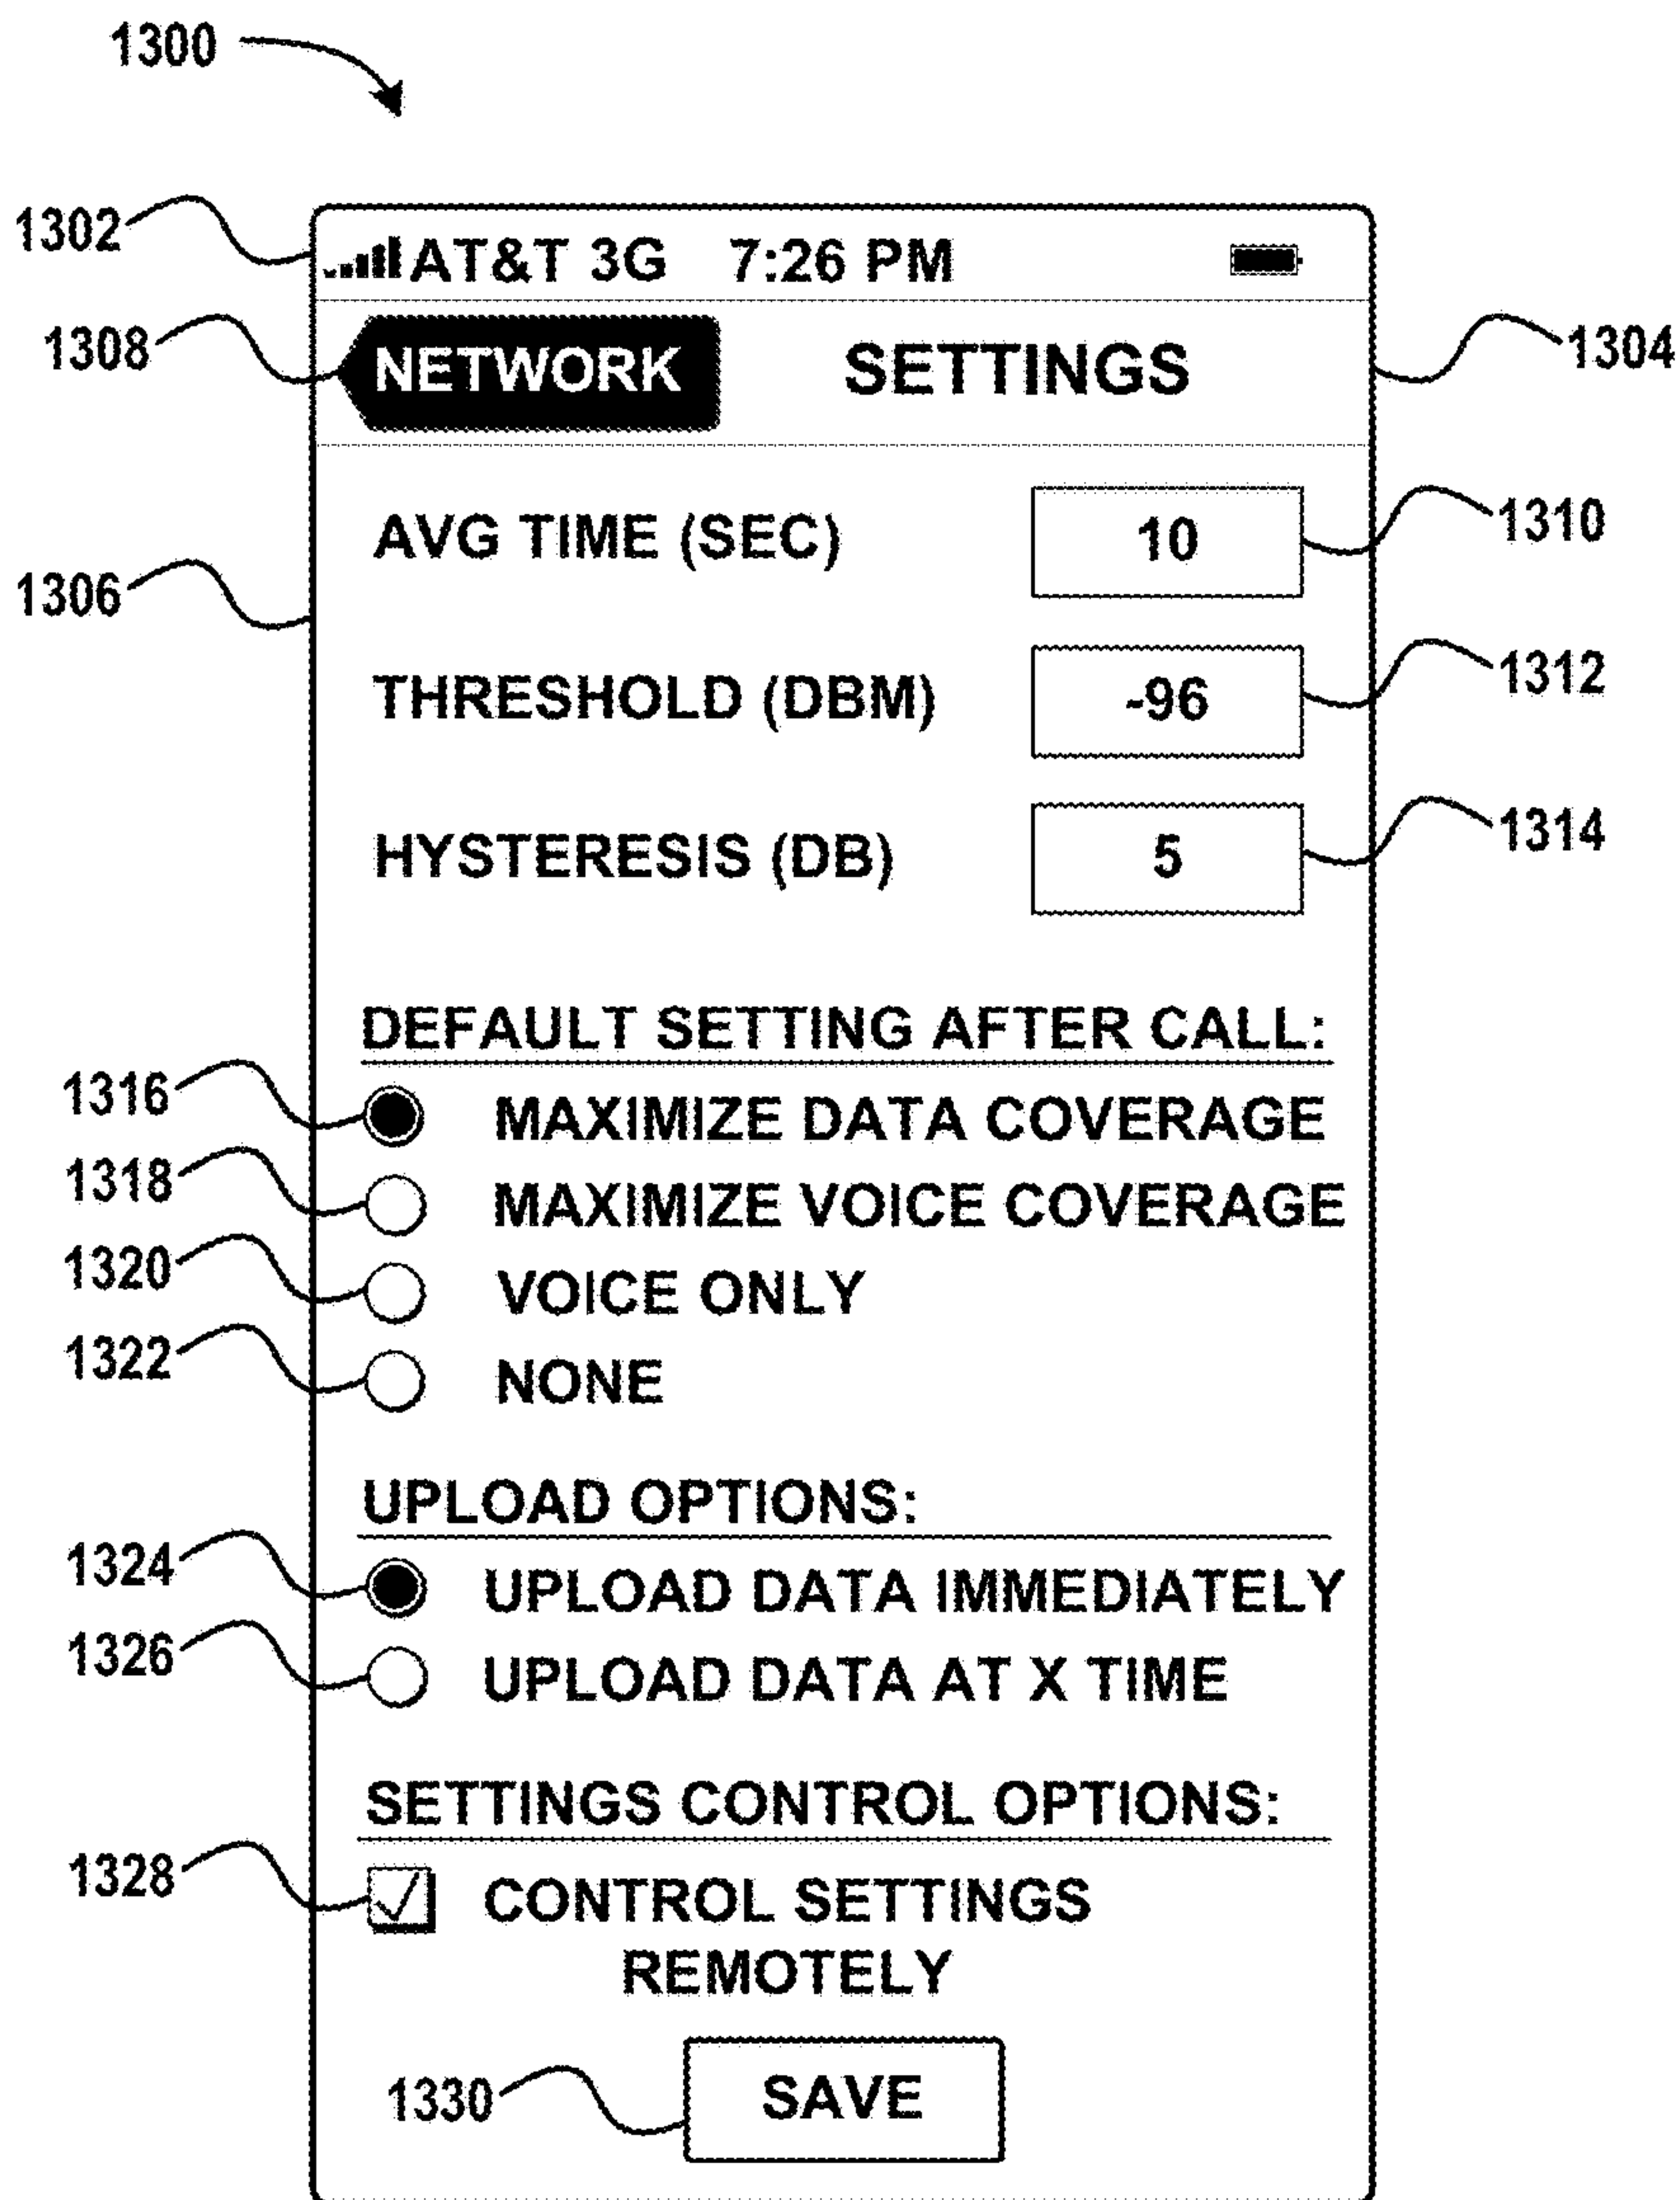 1300
1302
AT&T 3G 7:26 PM
1308
NETWORK
SETTINGS
1304
AVG TIME (SEC)
10
1310
1306
THRESHOLD (DBM)
-96
1312
HYSTERESIS (DB)
5
1314
DEFAULT SETTING AFTER CALL:
1316
MAXIMIZE DATA COVERAGE
1318
MAXIMIZE VOICE COVERAGE
1320
VOICE ONLY
1322
NONE
UPLOAD OPTIONS:
1324
UPLOAD DATA IMMEDIATELY
1326
UPLOAD DATA AT X TIME
SETTINGS CONTROL OPTIONS:
1328
CONTROL SETTINGS
REMOTELY
1330
SAVE